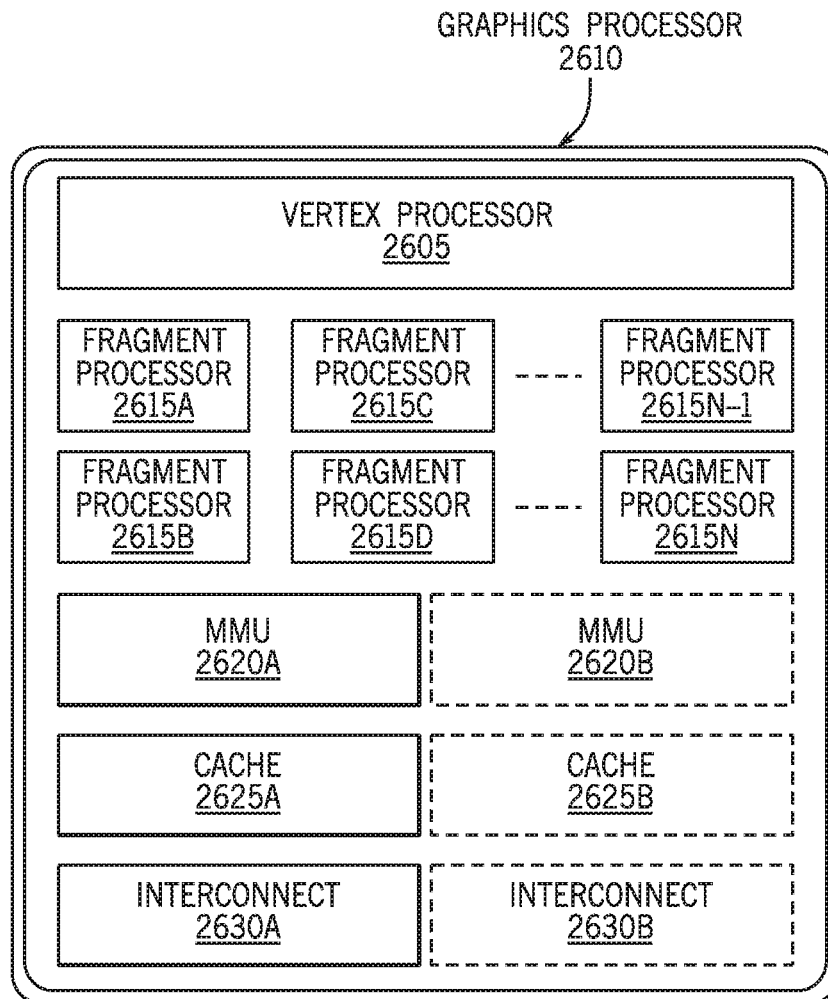 GRAPHICS PROCESSOR
2610
VERTEX PROCESSOR
2605
FRAGMENT
PROCESSOR
2615A
FRAGMENT
PROCESSOR
2615C
FRAGMENT
PROCESSOR
2615N-1
FRAGMENT
PROCESSOR
2615B
FRAGMENT
PROCESSOR
2615D
FRAGMENT
PROCESSOR
2615N
MMU
2620A
MMU
2620B
CACHE
2625A
CACHE
2625B
INTERCONNECT
2630A
INTERCONNECT
2630B